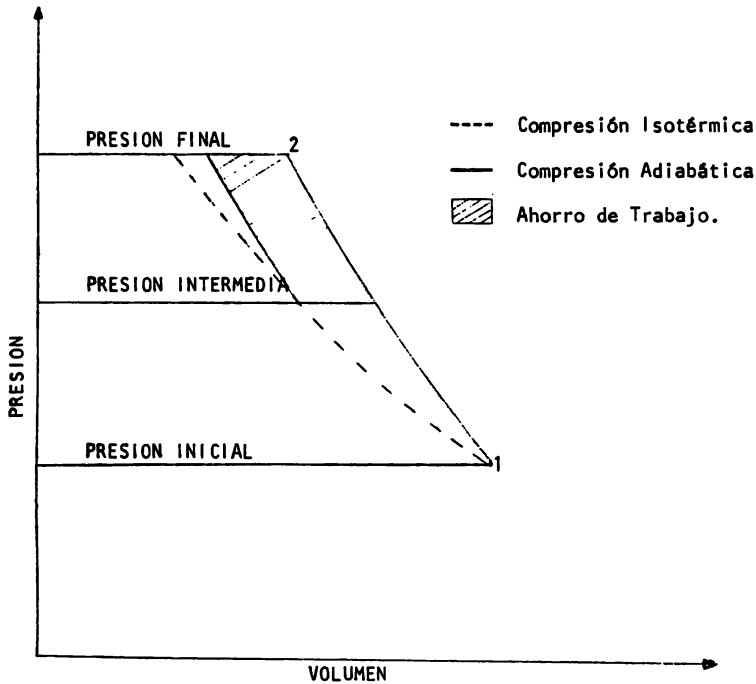 PRESION FINAL
2
Compresión Isotérmica
Compresión Adiabática
Ahorro de Trabajo.
PRESION INTERMEDIA
PRESION
PRESION INICIAL
1
VOLUMEN